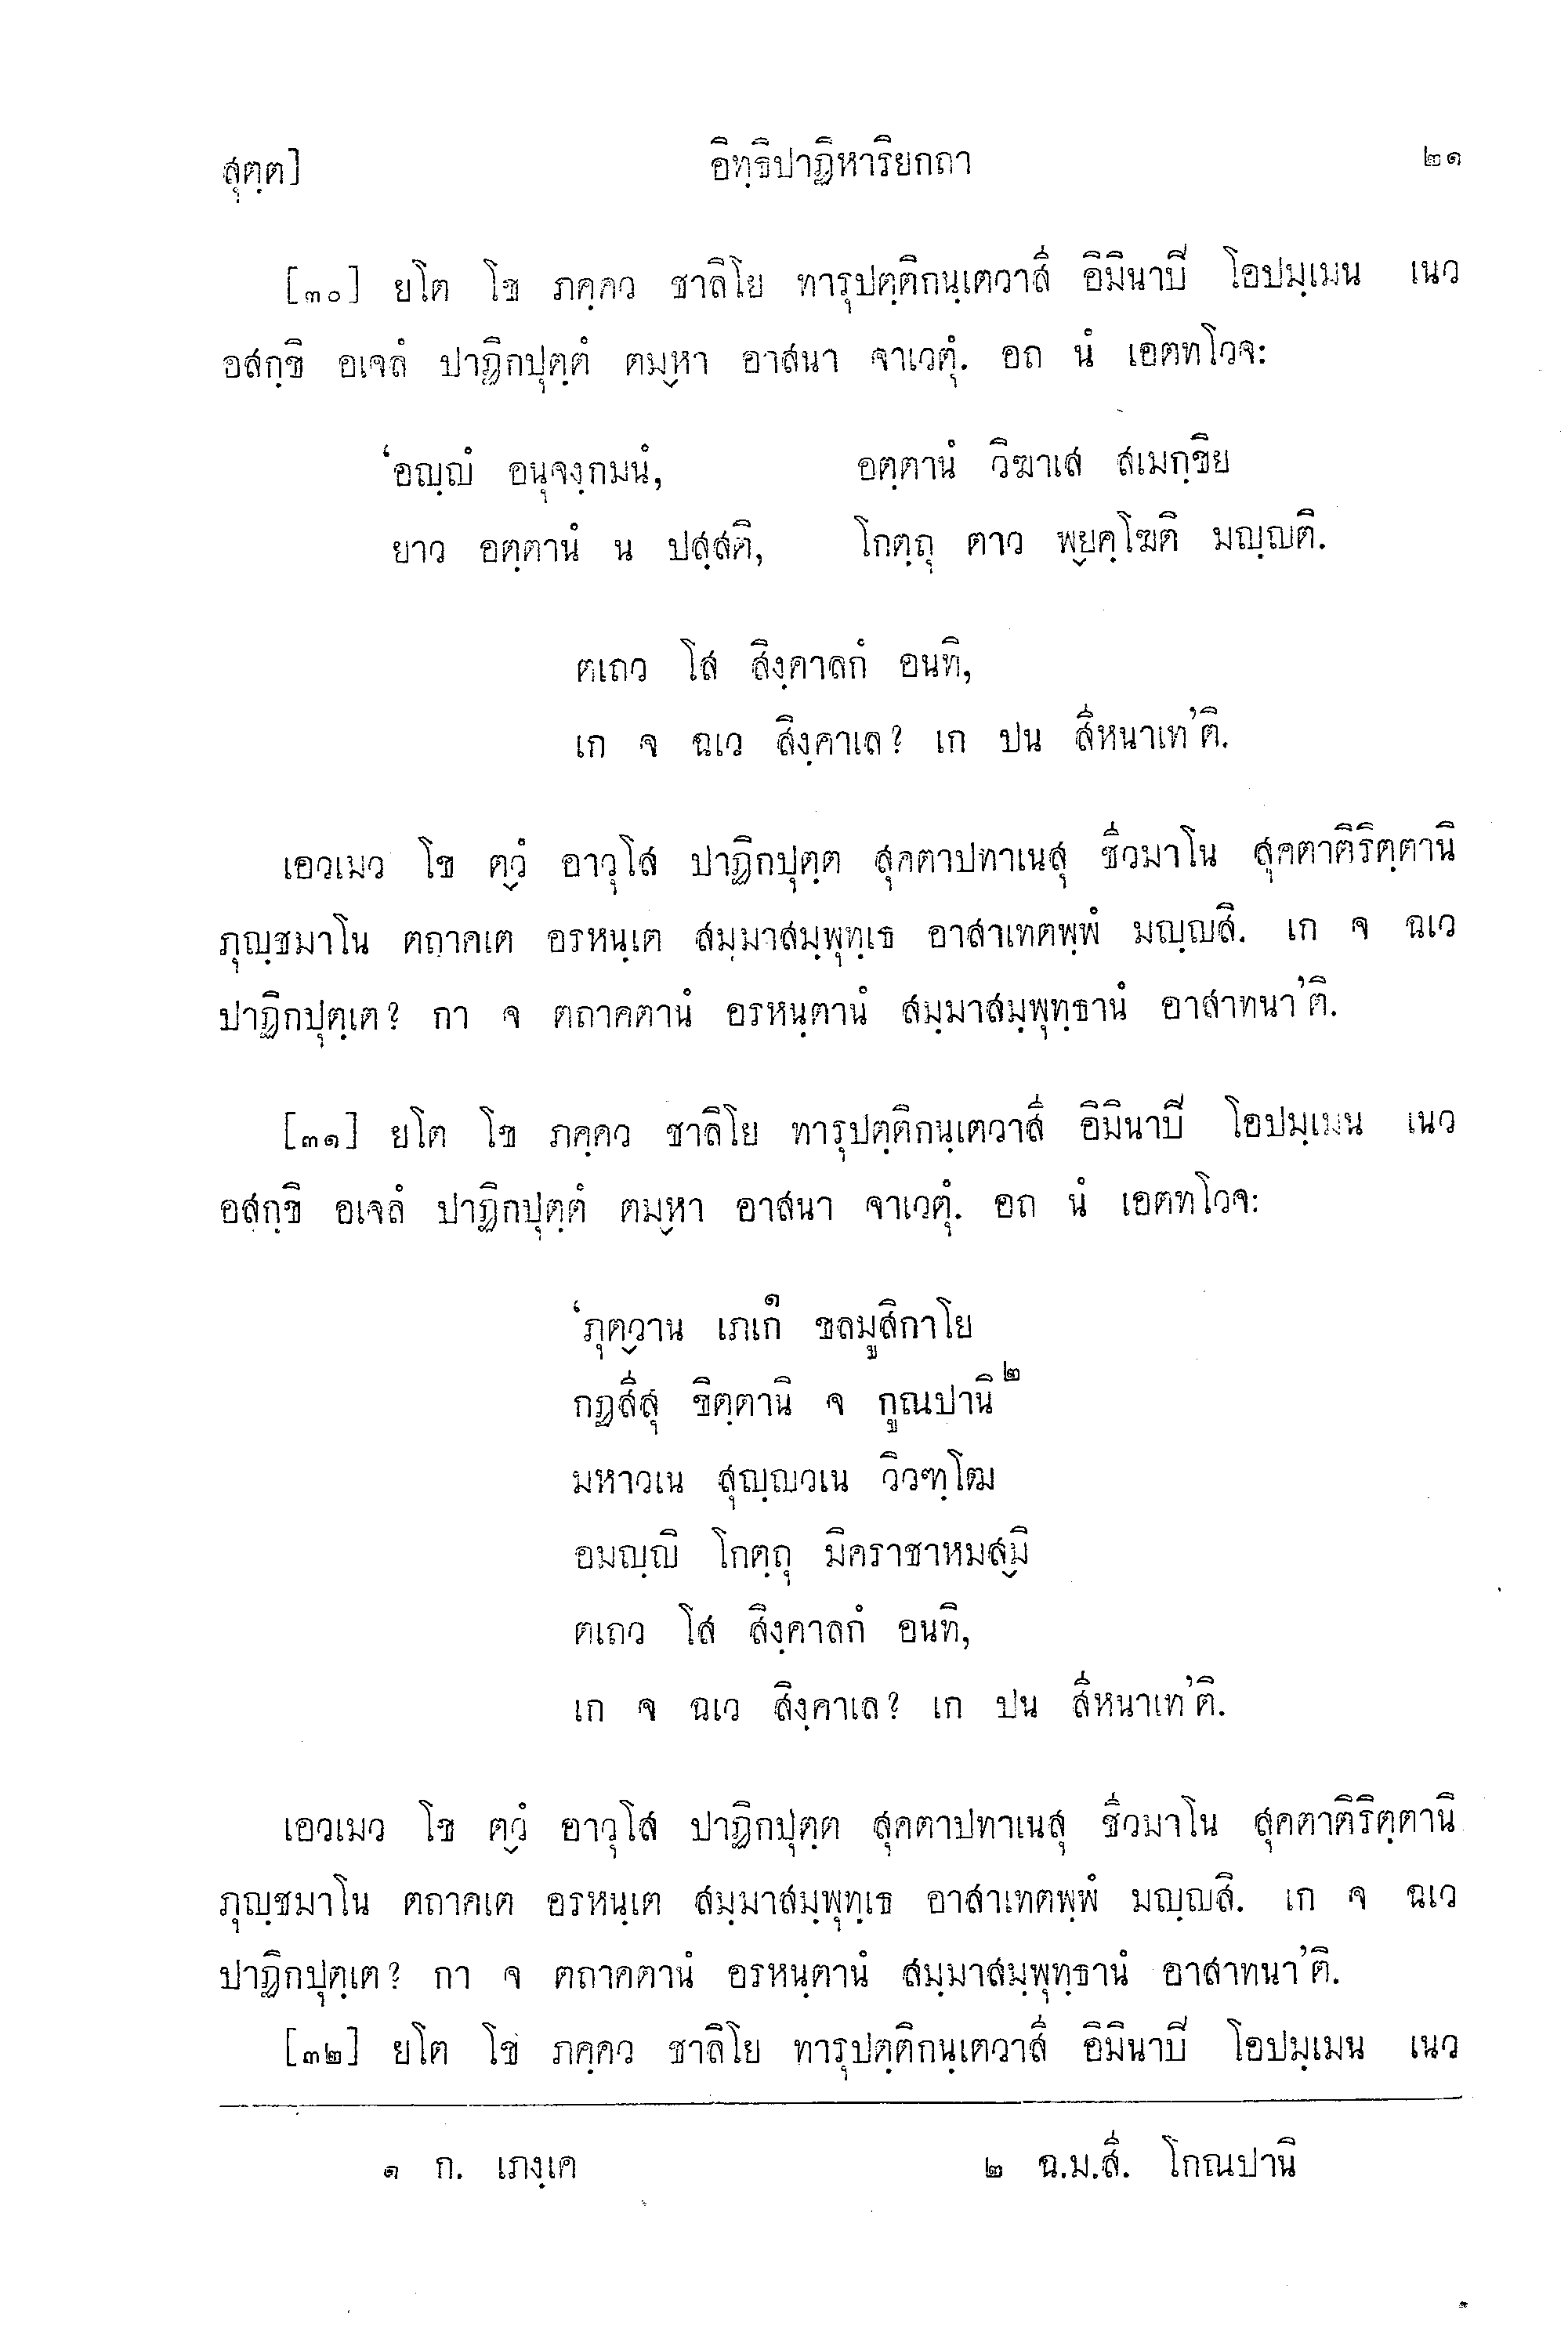 สุตฺต] อิทฺธิปาฏิหาริยกถา ๒๑
[๓๐] ยโต โข ภคฺคว ชาลิโย ทารุปตฺติกนฺเตวาสี อิมินาปิ โอปมฺเมน เนว
อสกฺขิ อเจลํ ปาฏิกปุตฺตํ ตมฺหา อาสนา จาเวตุํ. อถ นํ เอตทโวจ:
‘อญฺญํ อนุจงฺกมนํ, อตฺตานํ วิฆาเส สเมกฺขิย
ยาว อตฺตานํ น ปสฺสติ, โกตฺถุ ตาว พฺยคฺโฆติ มญฺญติ.
ตเถว โส สิงฺคาลกํ อนทิ,
เก จ ฉเว สิงฺคาเล? เก ปน สีหนาเท’ติ.
เอวเมว โข ตฺวํ อาวุโส ปาฏิกปุตฺต สุคตาปทาเนสุ ชีวมาโน สุคตาติริตฺตานิ
ภุญฺชมาโน ตถาคเต อรหนฺเต สมฺมาสมฺพุทฺเธ อาสาเทตพฺพํ มญฺญสิ. เก จ ฉเว
ปาฏิกปุตฺเต? กา จ ตถาคตานํ อรหนฺตานํ สมฺมาสมฺพุทฺธานํ อาสาทนา’ติ.
[๓๑] ยโต โข ภคฺคว ชาลิโย ทารุปตฺติกนฺเตวาสี อิมินาปิ โอปมฺเมน เนว
อสกฺขิ อเจลํ ปาฏิกปุตฺตํ ตมฺหา อาสนา จาเวตุํ. อถ นํ เอตทโวจ:
‘ภุตฺวาน เภเก๑ ขลมูสิกาโย
กฏสีสุ ขิตฺตานิ จ กูณปานิ๒
มหาวเน สุญฺญวเน วิวฑฺโฒ
อมญฺญิ โกตฺถุ มิคราชาหมสฺมิ
ตเถว โส สิงฺคาลกํ อนทิ,
เก จ ฉเว สิงฺคาเล? เก ปน สีหนาเท’ติ.
เอวเมว โข ตฺวํ อาวุโส ปาฏิกปุตฺต สุคตาปทาเนสุ ชีวมาโน สุคตาติริตฺตานิ
ภุญฺชมาโน ตถาคเต อรหนฺเต สมฺมาสมฺพุทฺเธ อาสาเทตพฺพํ มญฺญสิ. เก จ ฉเว
ปาฏิกปุตฺเต? กา จ ตถาคตานํ อรหนฺตานํ สมฺมาสมฺพุทฺธานํ อาสาทนา’ติ.
[๓๒] ยโต โข ภคฺคว ชาลิโย ทารุปตฺติกนฺเตวาสี อิมินาปิ โอปมฺเมน เนว
๑ ก. เภงฺเค ๒ ฉ.ม.สี. โกณปานิ